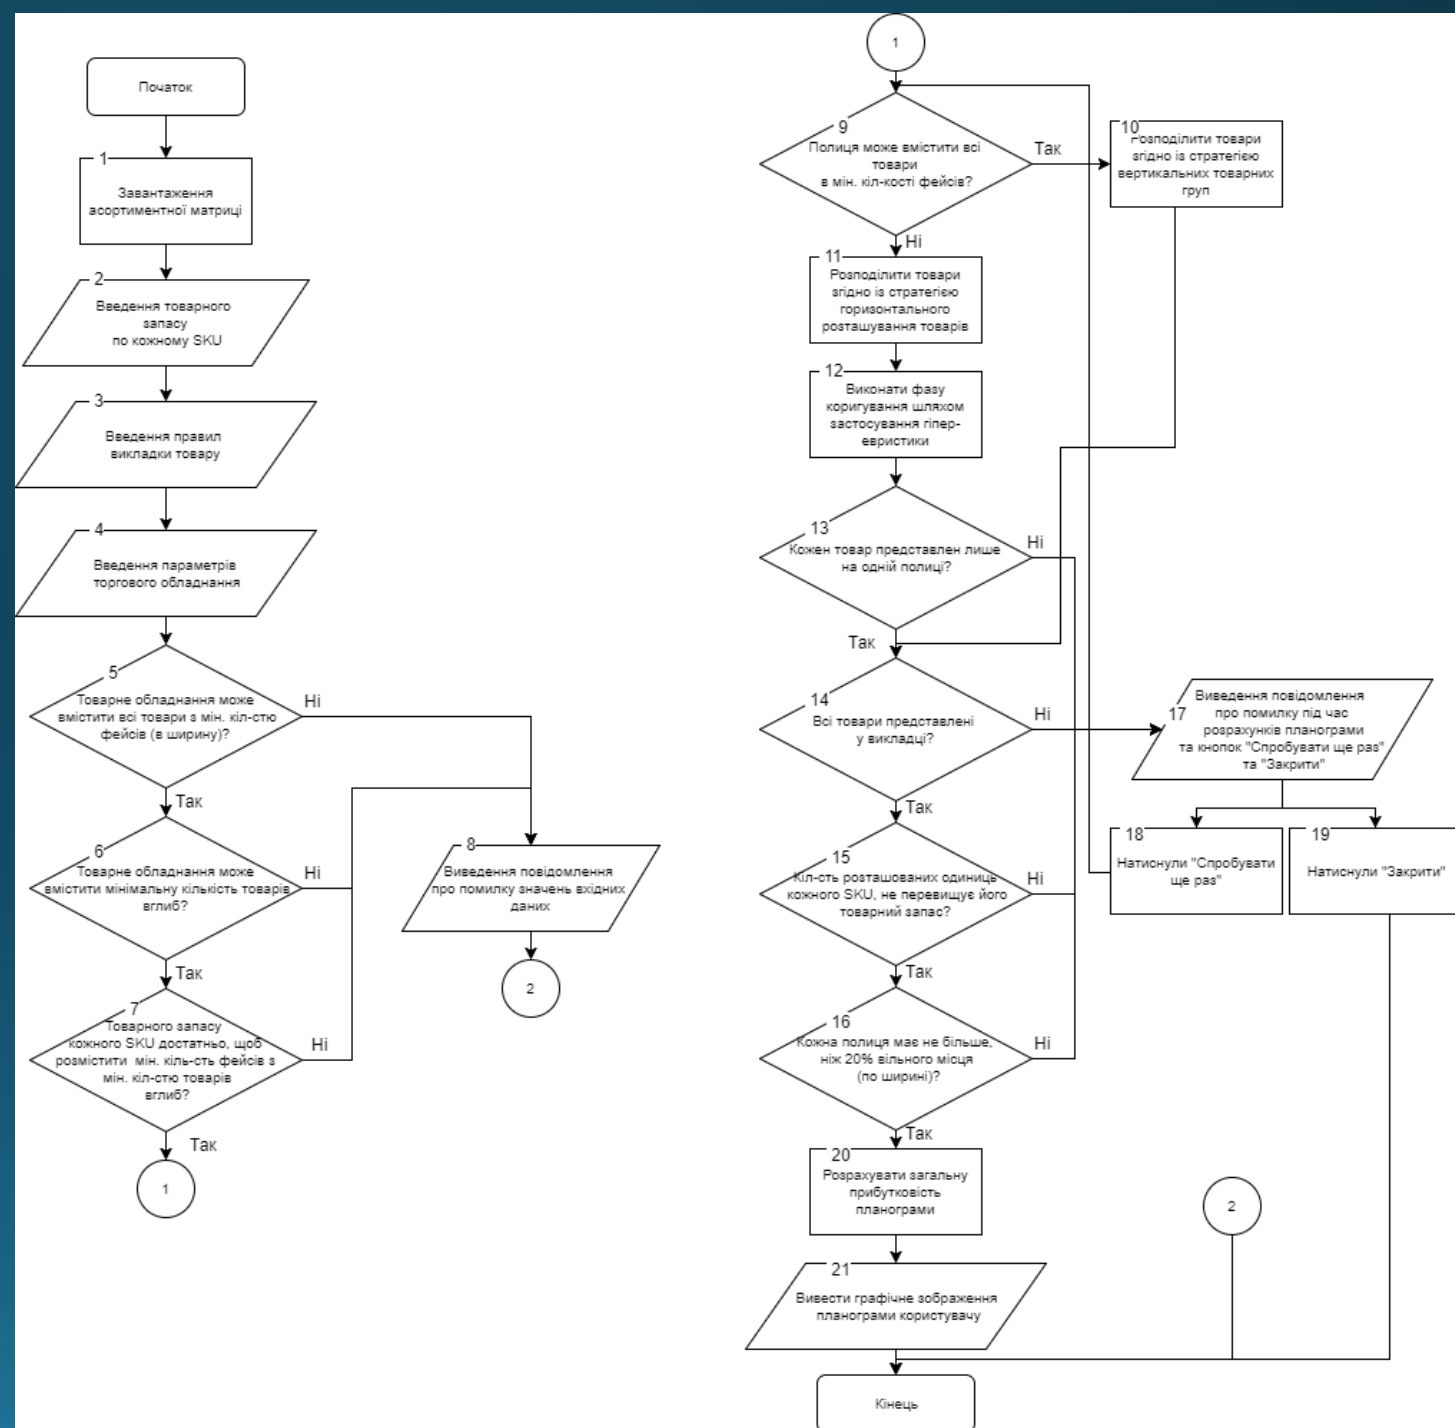 Початок
1
Завантаження
асортиментної матриці
2
Введення товарного
запасу
по кожному SKU
3
Введення правил
викладки товару
4
Введення параметрів
торгового обладнання
5
Товарне обладнання може
вмістити всі товари з мін. кіл-стю
фейсів (в ширину)?
Ні
Так
6
Товарне обладнання може
вмістити мінімальну кількість товарів
вглиб?
Ні
Так
7
Товарного запасу
кожного SKU достатньо, щоб
розмістити мін. кіль-сть фейсів з
мін. кіл-стю товарів
вглиб?
Ні
Так
1
8
Виведення повідомлення
про помилку значень вхідних
даних
2
1
9
Полиця може вмістити всі
товари
в мін. кіл-кості фейсів?
Так
Ні
10
Розподілити товари
згідно із стратегією
вертикальних товарних
груп
11
Розподілити товари
згідно із стратегією
горизонтального
розташування товарів
12
Виконати фазу
коригування шляхом
застосування гіпер-
евристики
13
Кожен товар представлен лише
на одній полиці?
Ні
Так
14
Всі товари представлені
у викладці?
Ні
Так
17
Виведення повідомлення
про помилку під час
розрахунків планограми
та кнопок "Спробувати ще раз"
та "Закрити"
18
Натиснули "Спробувати
ще раз"
19
Натиснули "Закрити"
15
Кіл-сть розташованих одиниць
кожного SKU, не перевищує його
товарний запас?
Ні
Так
16
Кожна полиця має не більше,
ніж 20% вільного місця
(по ширині)?
Ні
Так
20
Розрахувати загальну
прибутковість
планограми
2
21
Вивести графічне зображення
планограми користувачу
Кінець